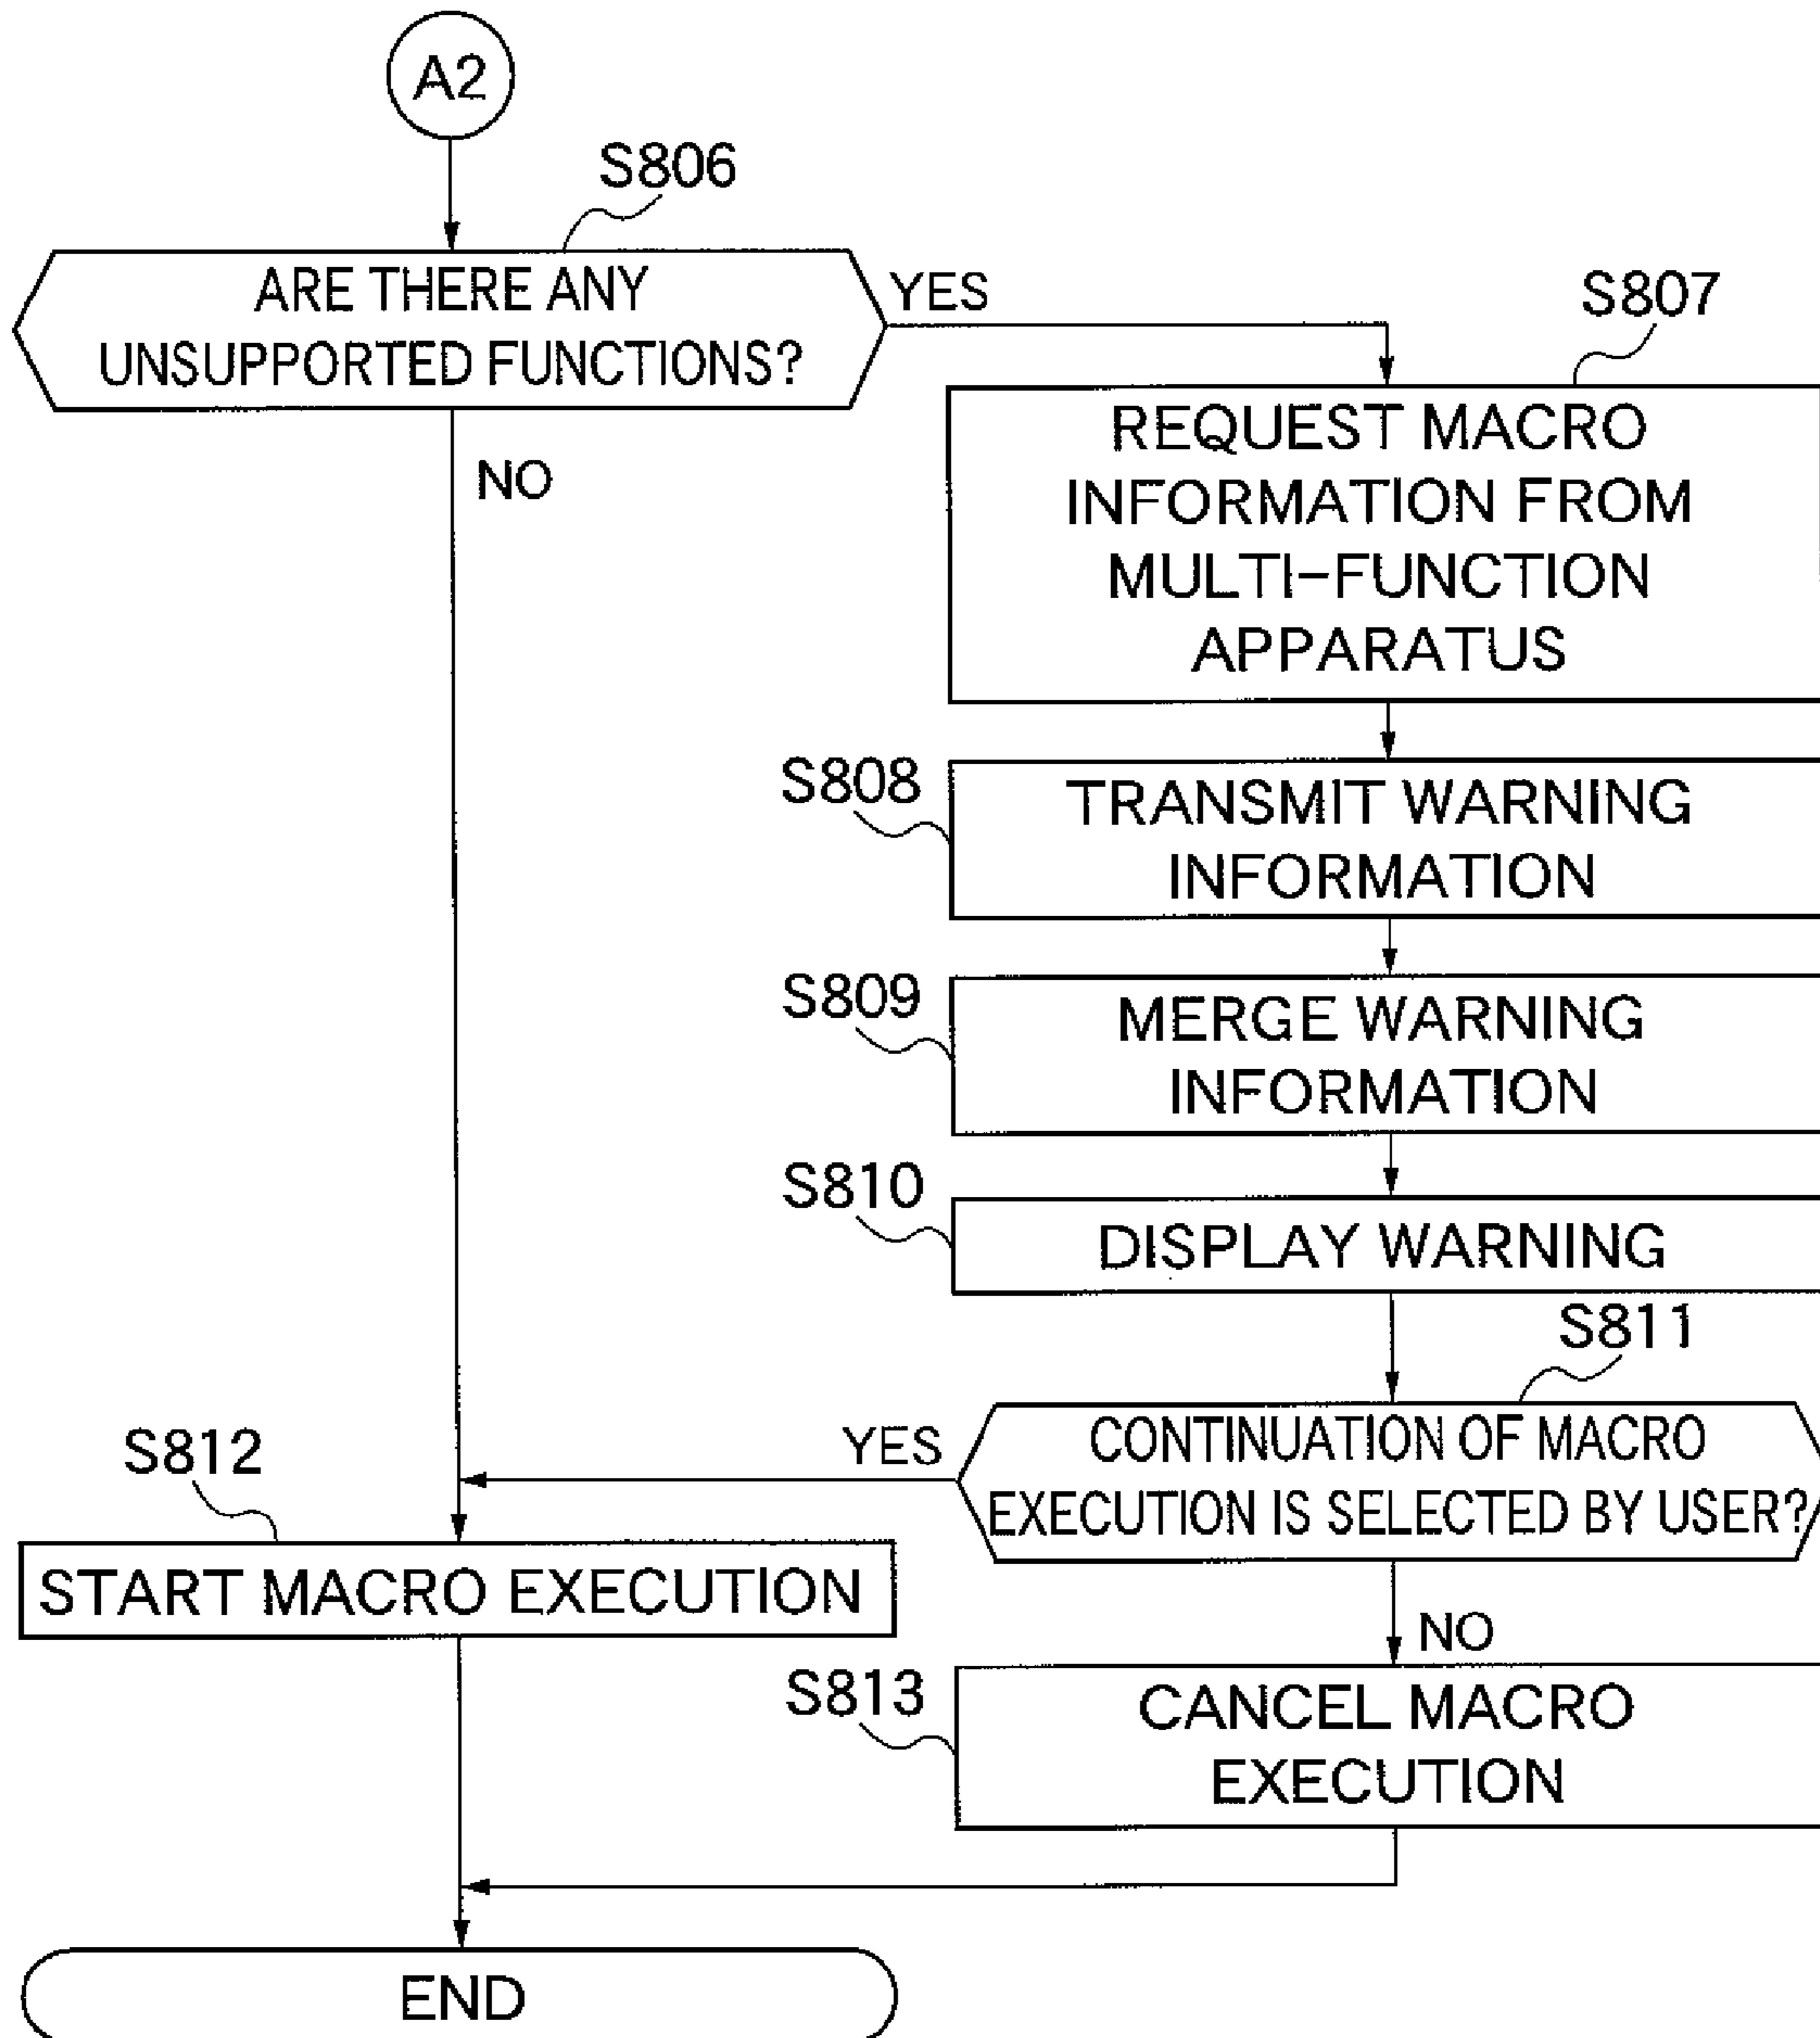 A2
S806
ARE THERE ANY
UNSUPPORTED FUNCTIONS?
YES
NO
S807
REQUEST MACRO
INFORMATION FROM
MULTI-FUNCTION
APPARATUS
S808
TRANSMIT WARNING
INFORMATION
S809
MERGE WARNING
INFORMATION
S810
DISPLAY WARNING
S811
CONTINUATION OF MACRO
EXECUTION IS SELECTED BY USER?
YES
NO
S812
START MACRO EXECUTION
S813
CANCEL MACRO
EXECUTION
END